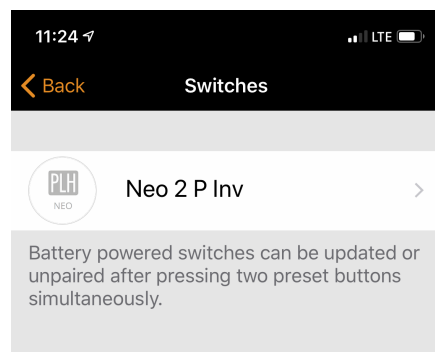 11:24
LTE
Back
Switches
PLH
NEO
Neo 2 P Inv
Battery powered switches can be updated or
unpaired after pressing two preset buttons
simultaneously.